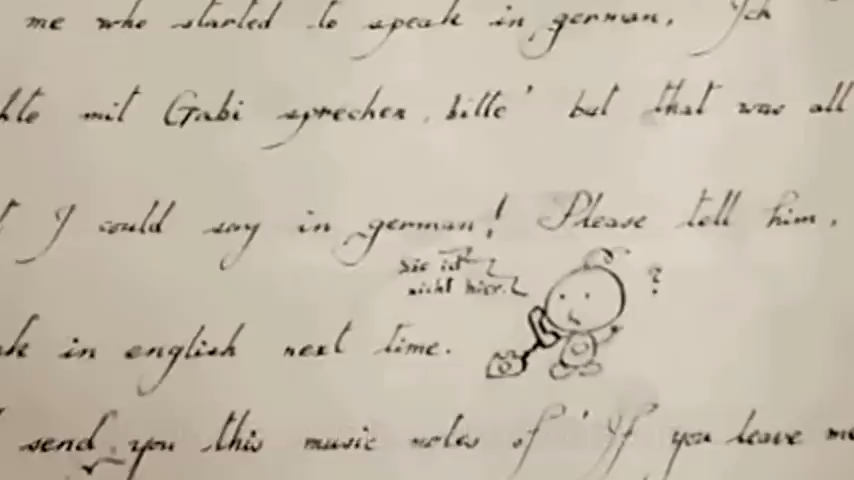 me who started to speak in german, 'Ich
mit Gabi sprechen, bitte' but that was all
I could say in german! Please tell him,
Sie ist
nicht hier.
?
in english next time.
send you this music notes of 'If you leave me